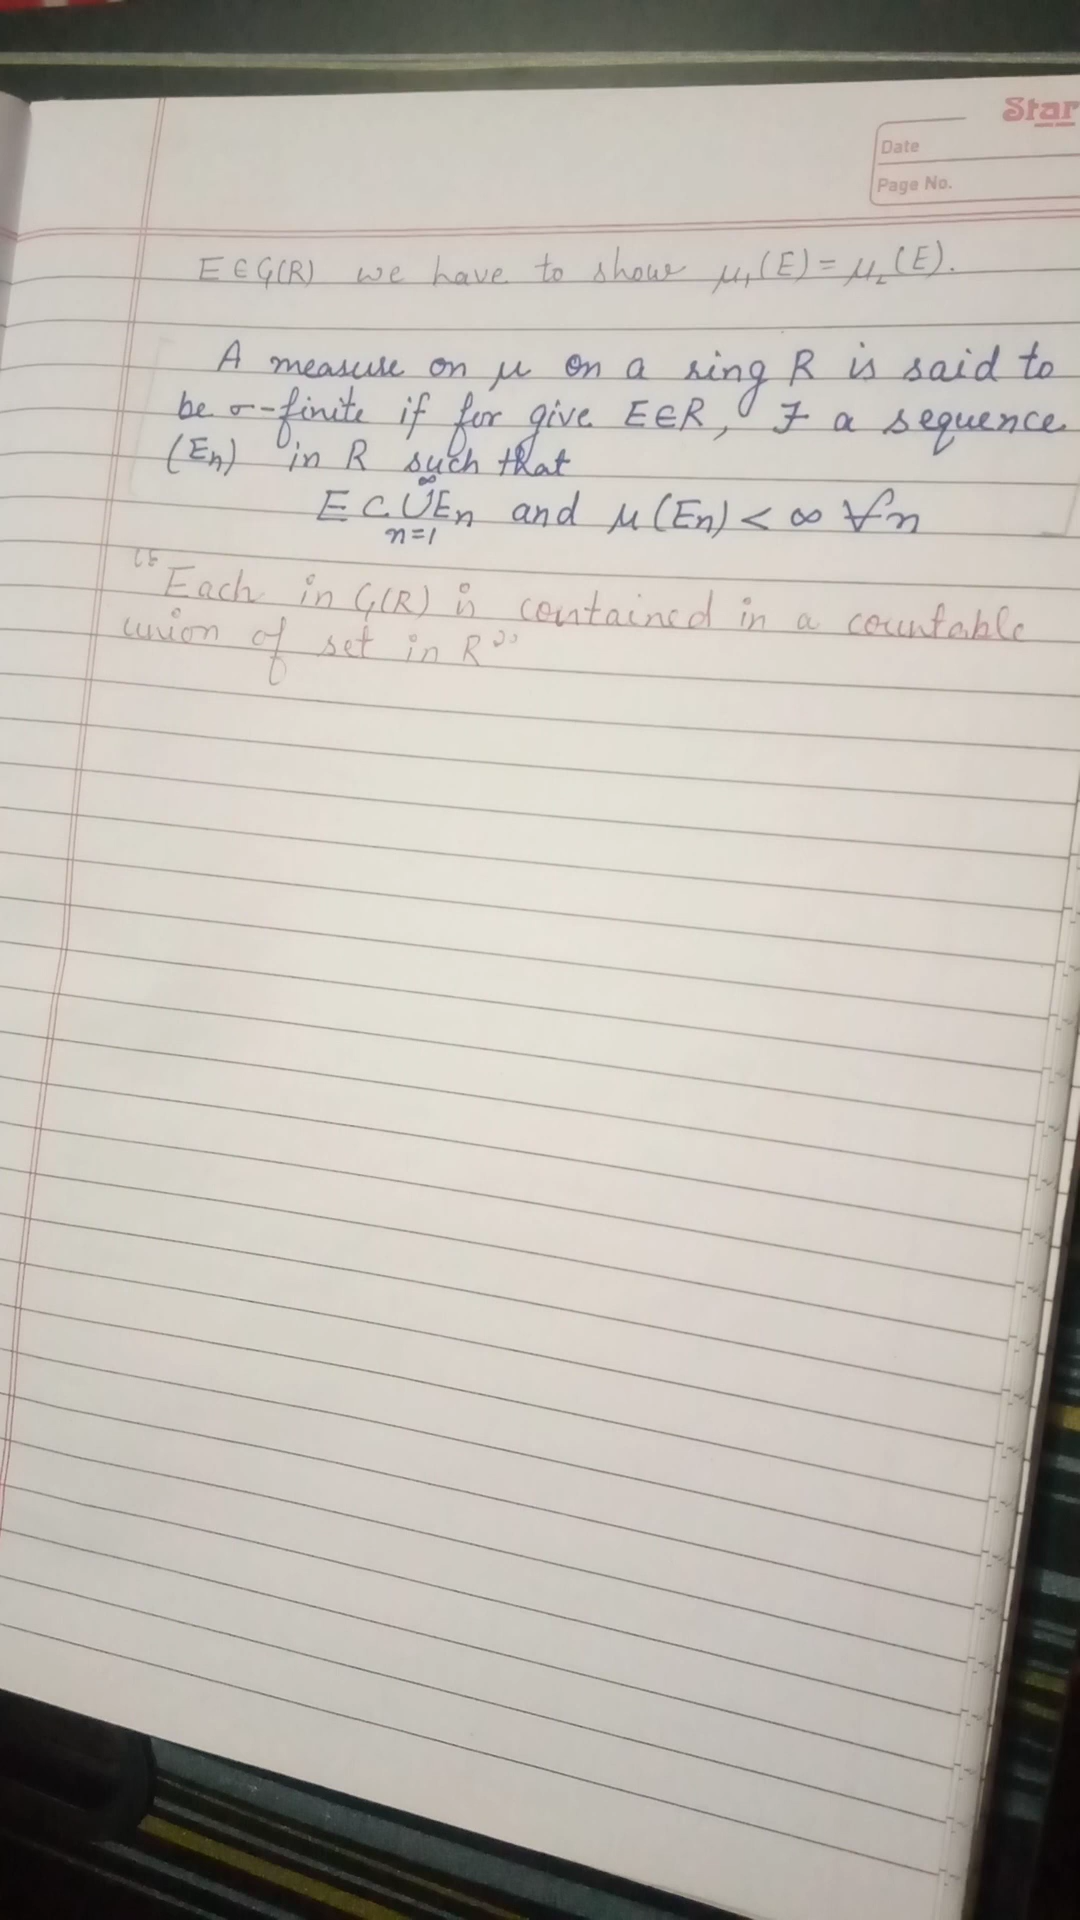 Star
Date
Page No.
E ∈ G(R) we have to show μ₁(E) = μ₂(E).
A measure on μ on a ring R is said to
be σ-finite if for give E∈R, ∃ a sequence
(En) in R such that
E ⊂ ∞∪n=1 En and μ(En) < ∞ ∀n
"Each in G(R) is contained in a countable
union of set in R"